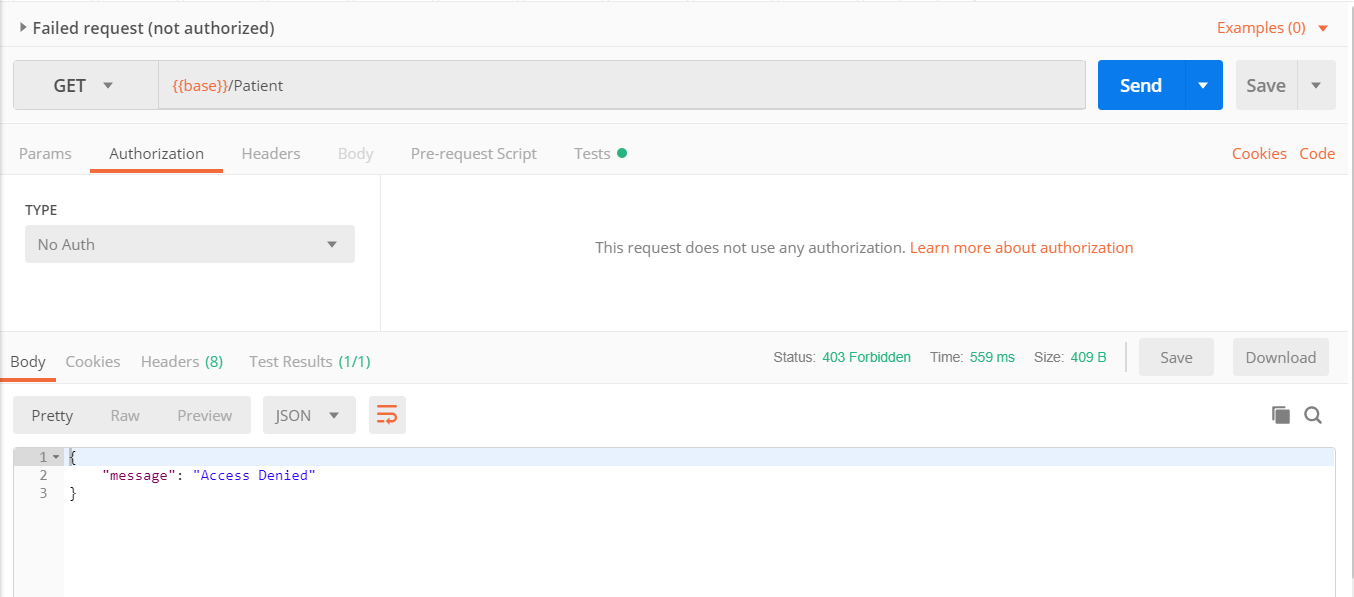 Failed request (not authorized) Examples (0)
GET {{base}}/Patient Send Save
Params Authorization Headers Body Pre-request Script Tests Cookies Code
TYPE
No Auth
This request does not use any authorization. Learn more about authorization
Body Cookies Headers (8) Test Results (1/1) Status: 403 Forbidden Time: 559 ms Size: 409 B Save Download
Pretty Raw Preview JSON
1 {
2 "message": "Access Denied"
3 }